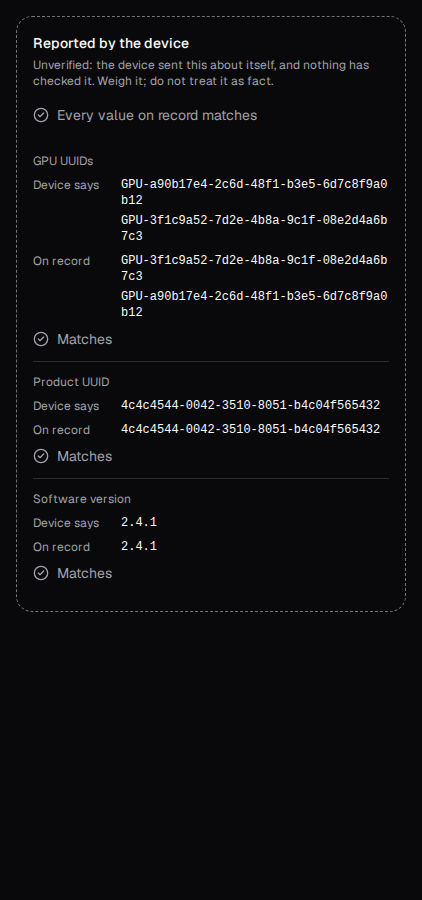 Reported by the device
Unverified: the device sent this about itself, and nothing has
checked it. Weigh it; do not treat it as fact.
Every value on record matches
GPU UUIDs
Device says GPU-a90b17e4-2c6d-48f1-b3e5-6d7c8f9a0
b12
GPU-3f1c9a52-7d2e-4b8a-9c1f-08e2d4a6b
7c3
On record GPU-3f1c9a52-7d2e-4b8a-9c1f-08e2d4a6b
7c3
GPU-a90b17e4-2c6d-48f1-b3e5-6d7c8f9a0
b12
Matches
Product UUID
Device says 4c4c4544-0042-3510-8051-b4c04f565432
On record 4c4c4544-0042-3510-8051-b4c04f565432
Matches
Software version
Device says 2.4.1
On record 2.4.1
Matches